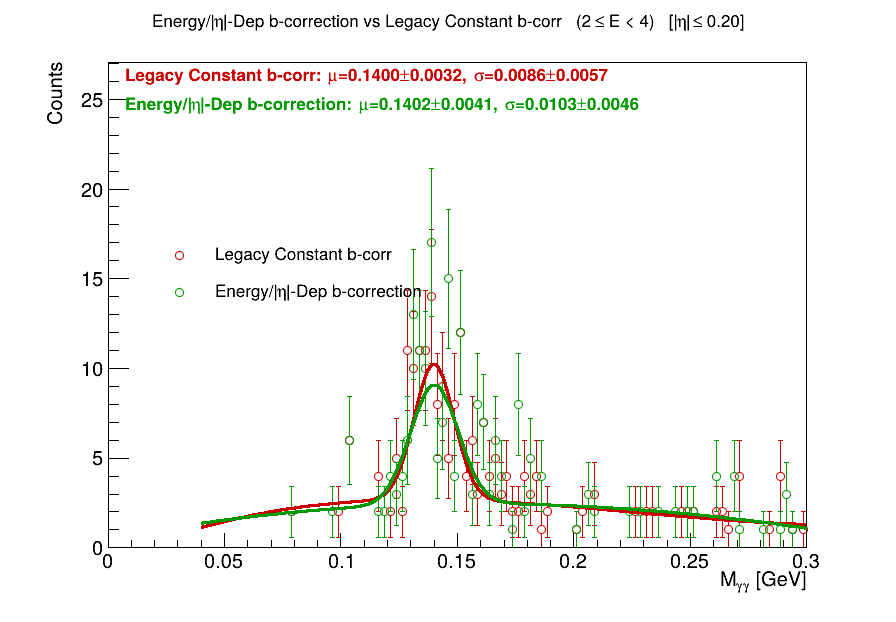 Energy/|η|-Dep b-correction vs Legacy Constant b-corr (2 ≤ E < 4) [|η| ≤ 0.20]
Counts
Legacy Constant b-corr: μ=0.1400±0.0032, σ=0.0086±0.0057
Energy/|η|-Dep b-correction: μ=0.1402±0.0041, σ=0.0103±0.0046
25
20
15
10
5
0
Legacy Constant b-corr
Energy/|η|-Dep b-correction
0 0.05 0.1 0.15 0.2 0.25 0.3
Mγγ [GeV]